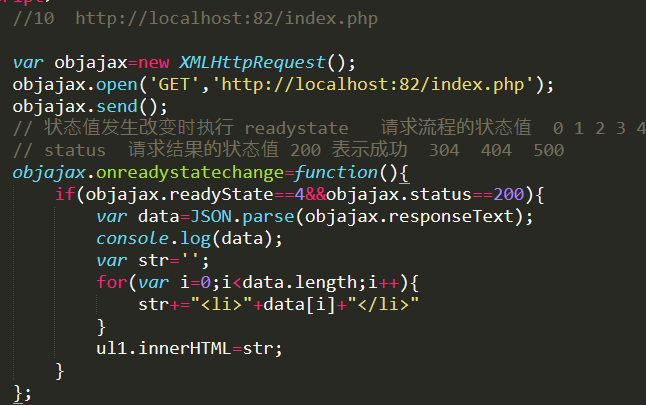 script>
//10  http://localhost:82/index.php
var objajax=new XMLHttpRequest();
objajax.open('GET','http://localhost:82/index.php');
objajax.send();
// 状态值发生改变时执行 readystate   请求流程的状态值  0 1 2 3 4
// status  请求结果的状态值 200 表示成功  304  404  500
objajax.onreadystatechange=function(){
    if(objajax.readyState==4&&objajax.status==200){
        var data=JSON.parse(objajax.responseText);
        console.log(data);
        var str='';
        for(var i=0;i<data.length;i++){
            str+="<li>"+data[i]+"</li>"
        }
        ul1.innerHTML=str;
    }
};